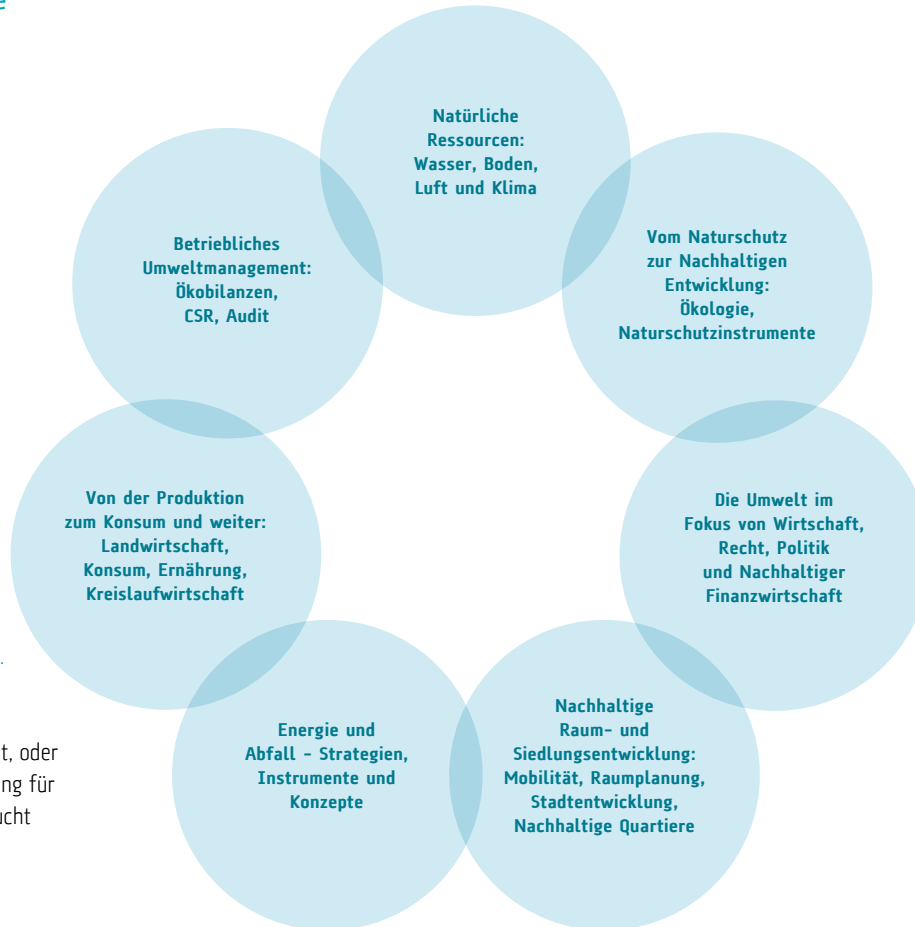 Natürliche
Ressourcen:
Wasser, Boden,
Luft und Klima
Vom Naturschutz
zur Nachhaltigen
Entwicklung:
Ökologie,
Naturschutzinstrumente
Die Umwelt im
Fokus von Wirtschaft,
Recht, Politik
und Nachhaltiger
Finanzwirtschaft
Nachhaltige
Raum- und
Siedlungsentwicklung:
Mobilität, Raumplanung,
Stadtentwicklung,
Nachhaltige Quartiere
Energie und
Abfall - Strategien,
Instrumente und
Konzepte
Von der Produktion
zum Konsum und weiter:
Landwirtschaft,
Konsum, Ernährung,
Kreislaufwirtschaft
Betriebliches
Umweltmanagement:
Ökobilanzen,
CSR, Audit
t, oder
ng für
ucht